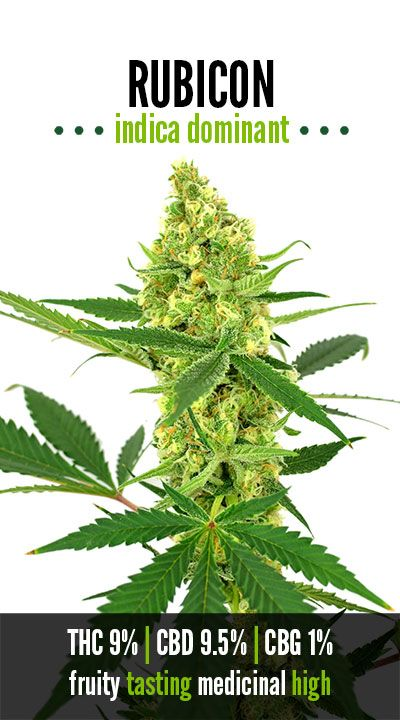 RUBICON
indica dominant
THC 9% | CBD 9.5% | CBG 1%
fruity tasting medicinal high